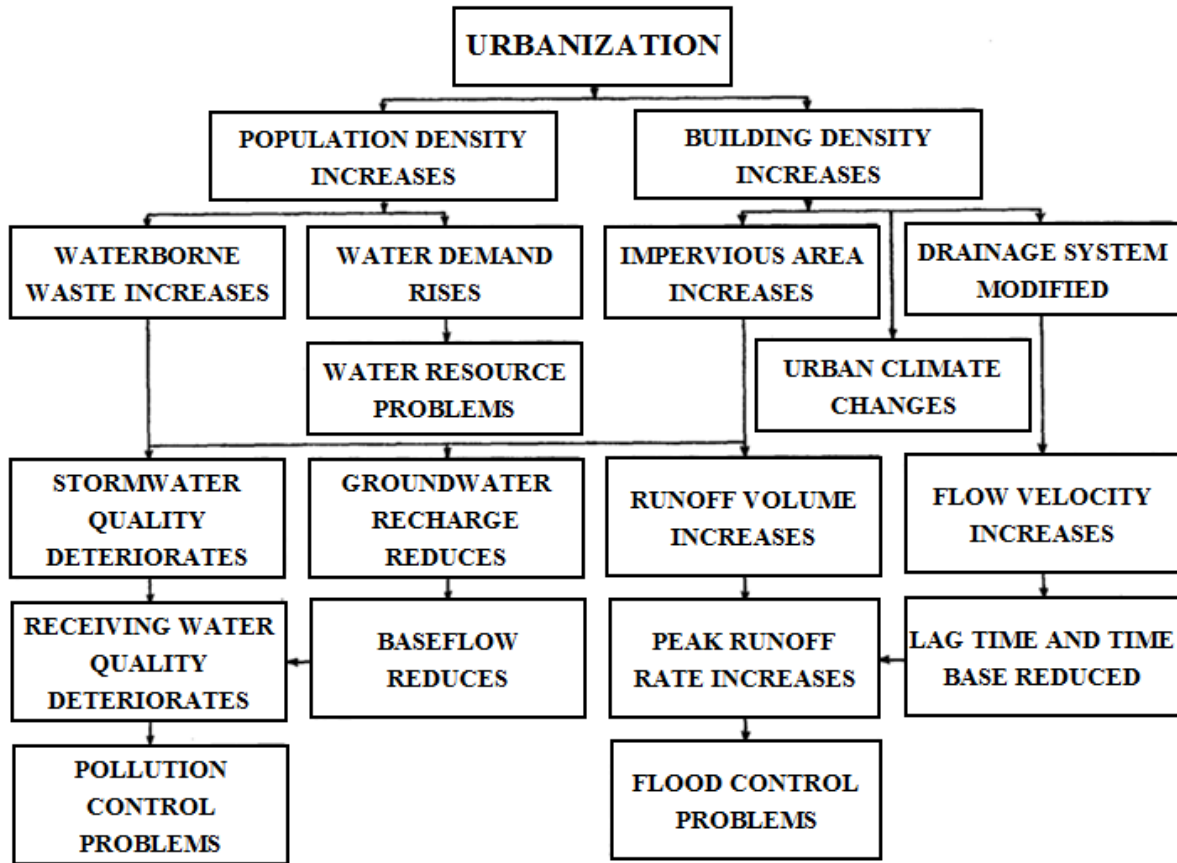 URBANIZATION
POPULATION DENSITY
INCREASES
BUILDING DENSITY
INCREASES
WATERBORNE
WASTE INCREASES
WATER DEMAND
RISES
IMPERVIOUS AREA
INCREASES
DRAINAGE SYSTEM
MODIFIED
WATER RESOURCE
PROBLEMS
URBAN CLIMATE
CHANGES
STORMWATER
QUALITY
DETERIORATES
GROUNDWATER
RECHARGE
REDUCES
RUNOFF VOLUME
INCREASES
FLOW VELOCITY
INCREASES
RECEIVING WATER
QUALITY
DETERIORATES
BASEFLOW
REDUCES
PEAK RUNOFF
RATE INCREASES
LAG TIME AND TIME
BASE REDUCED
POLLUTION
CONTROL
PROBLEMS
FLOOD CONTROL
PROBLEMS